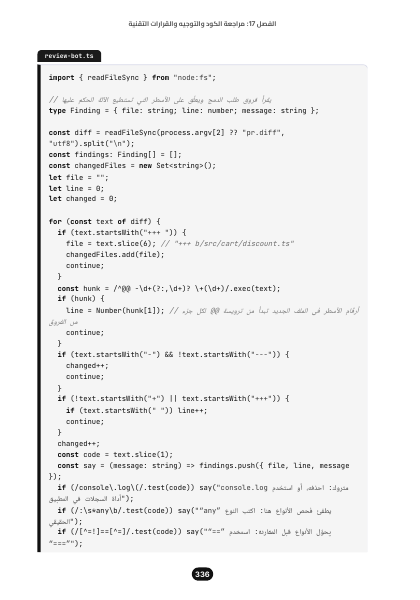 الفصل 17: مراجعة الكود والتوجيه والقرارات التقنية
review-bot.ts
import { readFileSync } from "node:fs";
// يقرأ فروق طلب الدمج ويعلّق على الأسطر التي تستطيع الآلة الحكم عليها
type Finding = { file: string; line: number; message: string };
const diff = readFileSync(process.argv[2] ?? "pr.diff",
"utf8").split("\n");
const findings: Finding[] = [];
const changedFiles = new Set<string>();
let file = "";
let line = 0;
let changed = 0;
for (const text of diff) {
if (text.startsWith("+++ ")) {
file = text.slice(6); // "+++ b/src/cart/discount.ts"
changedFiles.add(file);
continue;
}
const hunk = /^@@ -\d+(?:,\d+)? \+(\d+)/.exec(text);
if (hunk) {
line = Number(hunk[1]); // أرقام الأسطر في الملف الجديد تبدأ من ترويسة @@ لكل جزء
من الفروق
continue;
}
if (text.startsWith("-") && !text.startsWith("---")) {
changed++;
continue;
}
if (!text.startsWith("+") || text.startsWith("+++")) {
if (text.startsWith(" ")) line++;
continue;
}
changed++;
const code = text.slice(1);
const say = (message: string) => findings.push({ file, line, message
});
if (/console\.log\(/.test(code)) say("console.log متروك: احذفه، أو استخدم
أداة السجلات في التطبيق");
if (/:\s*any\b/.test(code)) say("“any” يطفئ فحص الأنواع هنا: اكتب النوع
الحقيقي");
if (/[^=!]==[^=]/.test(code)) say("“==” يحوّل الأنواع قبل المقارنة: استخدم
“===”");
336